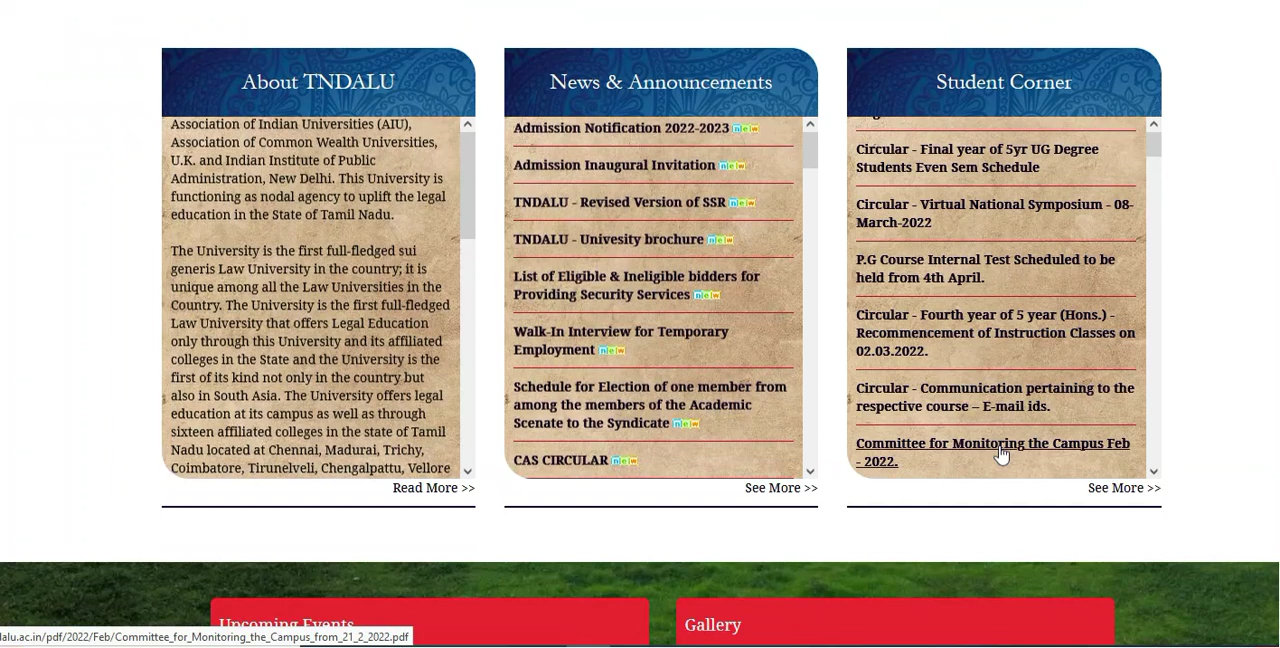 About TNDALU
Association of Indian Universities (AIU),
Association of Common Wealth Universities,
U.K. and Indian Institute of Public
Administration, New Delhi. This University is
functioning as nodal agency to uplift the legal
education in the State of Tamil Nadu.
The University is the first full-fledged sui
generis Law University in the country; it is
unique among all the Law Universities in the
Country. The University is the first full-fledged
Law University that offers Legal Education
only through this University and its affiliated
colleges in the State and the University is the
first of its kind not only in the country but
also in South Asia. The University offers legal
education at its campus as well as through
sixteen affiliated colleges in the state of Tamil
Nadu located at Chennai, Madurai, Trichy,
Coimbatore, Tirunelveli, Chengalpattu, Vellore
Read More >>
News & Announcements
Admission Notification 2022-2023 new
Admission Inaugural Invitation new
TNDALU - Revised Version of SSR new
TNDALU - Univesity brochure new
List of Eligible & Ineligible bidders for
Providing Security Services new
Walk-In Interview for Temporary
Employment new
Schedule for Election of one member from
among the members of the Academic
Scenate to the Syndicate new
CAS CIRCULAR new
See More >>
Student Corner
Circular - Final year of 5yr UG Degree
Students Even Sem Schedule
Circular - Virtual National Symposium - 08-
March-2022
P.G Course Internal Test Scheduled to be
held from 4th April.
Circular - Fourth year of 5 year (Hons.) -
Recommencement of Instruction Classes on
02.03.2022.
Circular - Communication pertaining to the
respective course – E-mail ids.
Committee for Monitoring the Campus Feb
- 2022.
See More >>
Upcoming Events
Gallery
dalu.ac.in/pdf/2022/Feb/Committee_for_Monitoring_the_Campus_from_21_2_2022.pdf